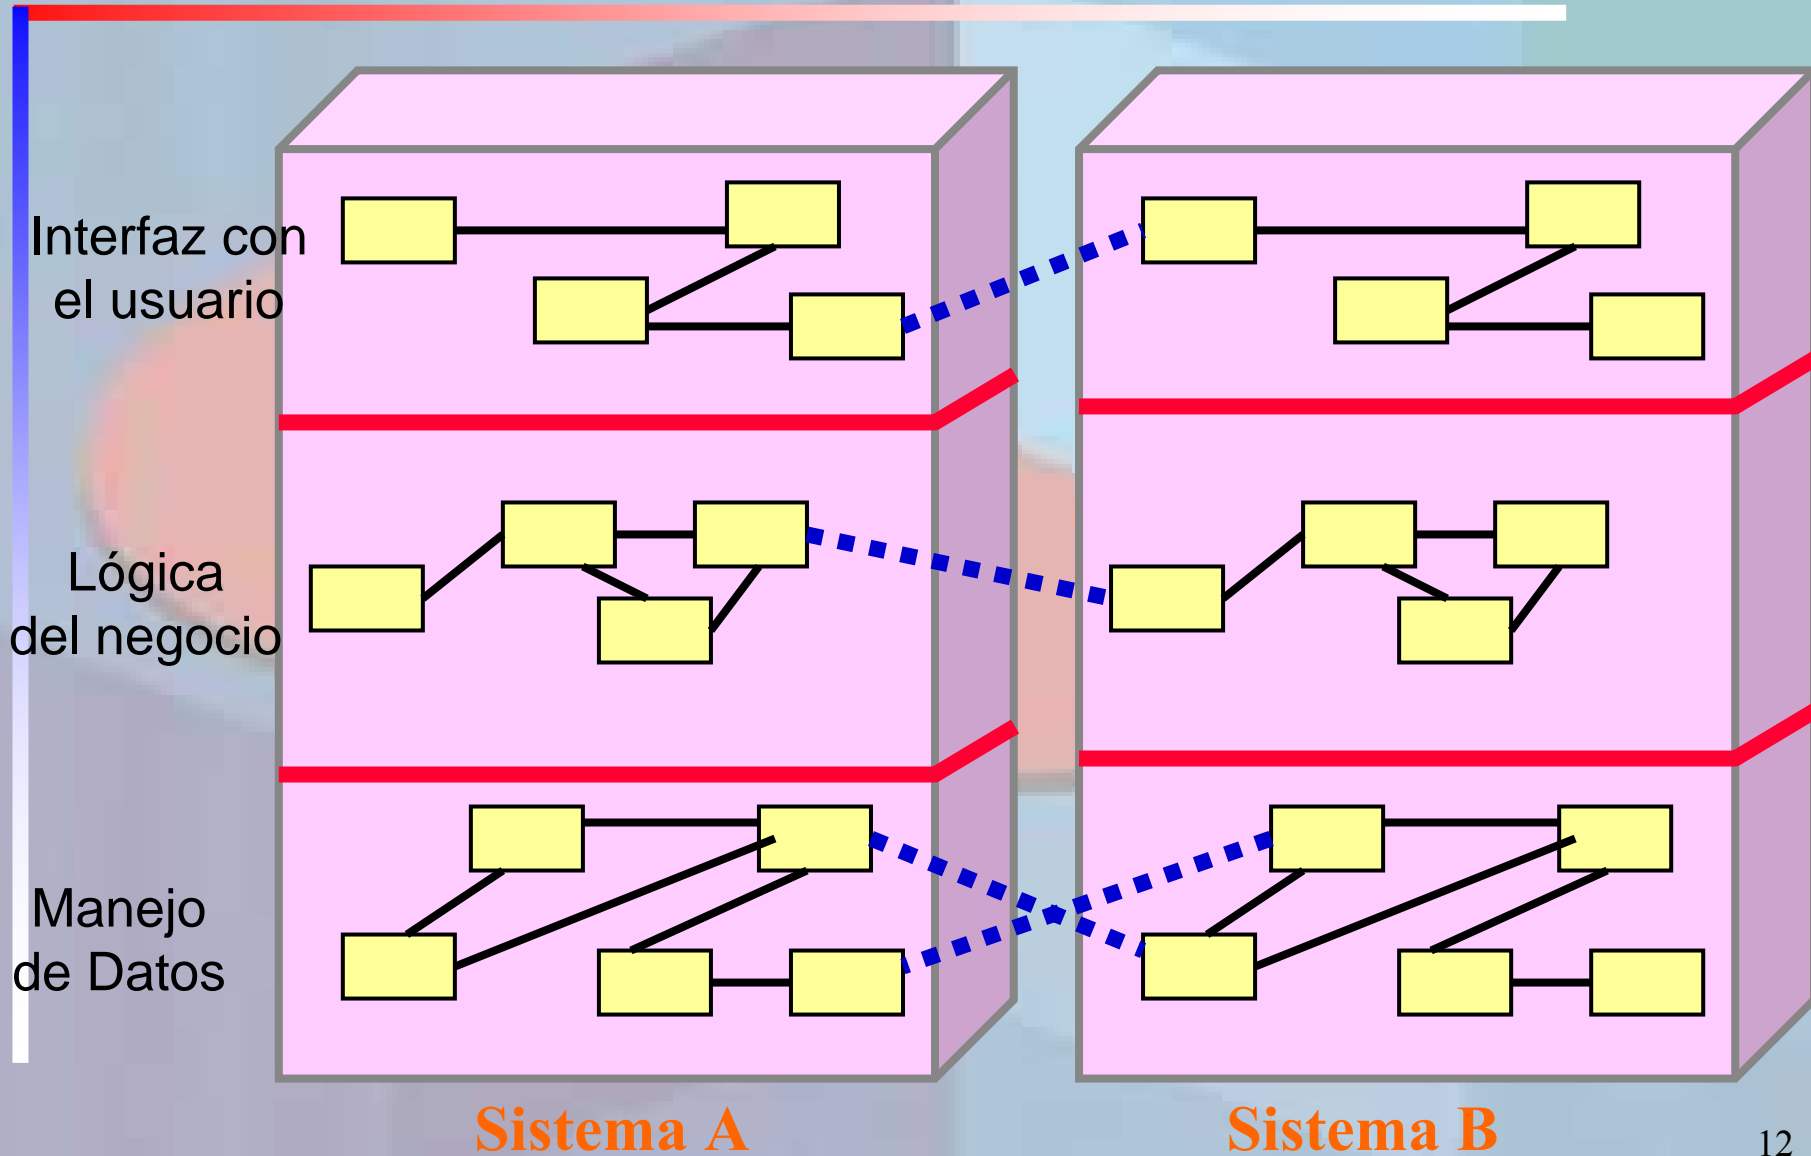 Interfaz con
el usuario
Lógica
del negocio
Manejo
de Datos
Sistema A
Sistema B
12